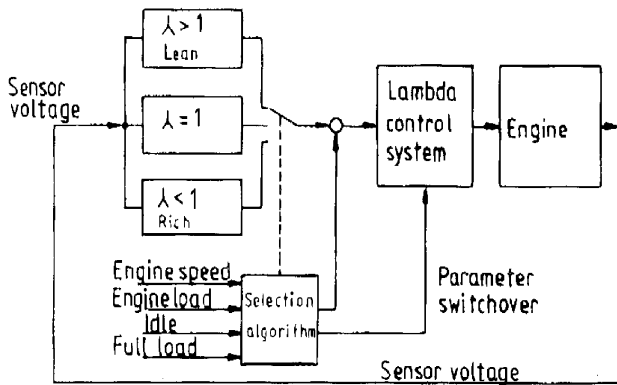 λ > 1
Lean
Sensor
voltage
λ = 1
λ < 1
Rich
Lambda
control
system
Engine
Engine speed
Engine load
Idle
Full load
Selection
algorithm
Parameter
switchover
Sensor voltage